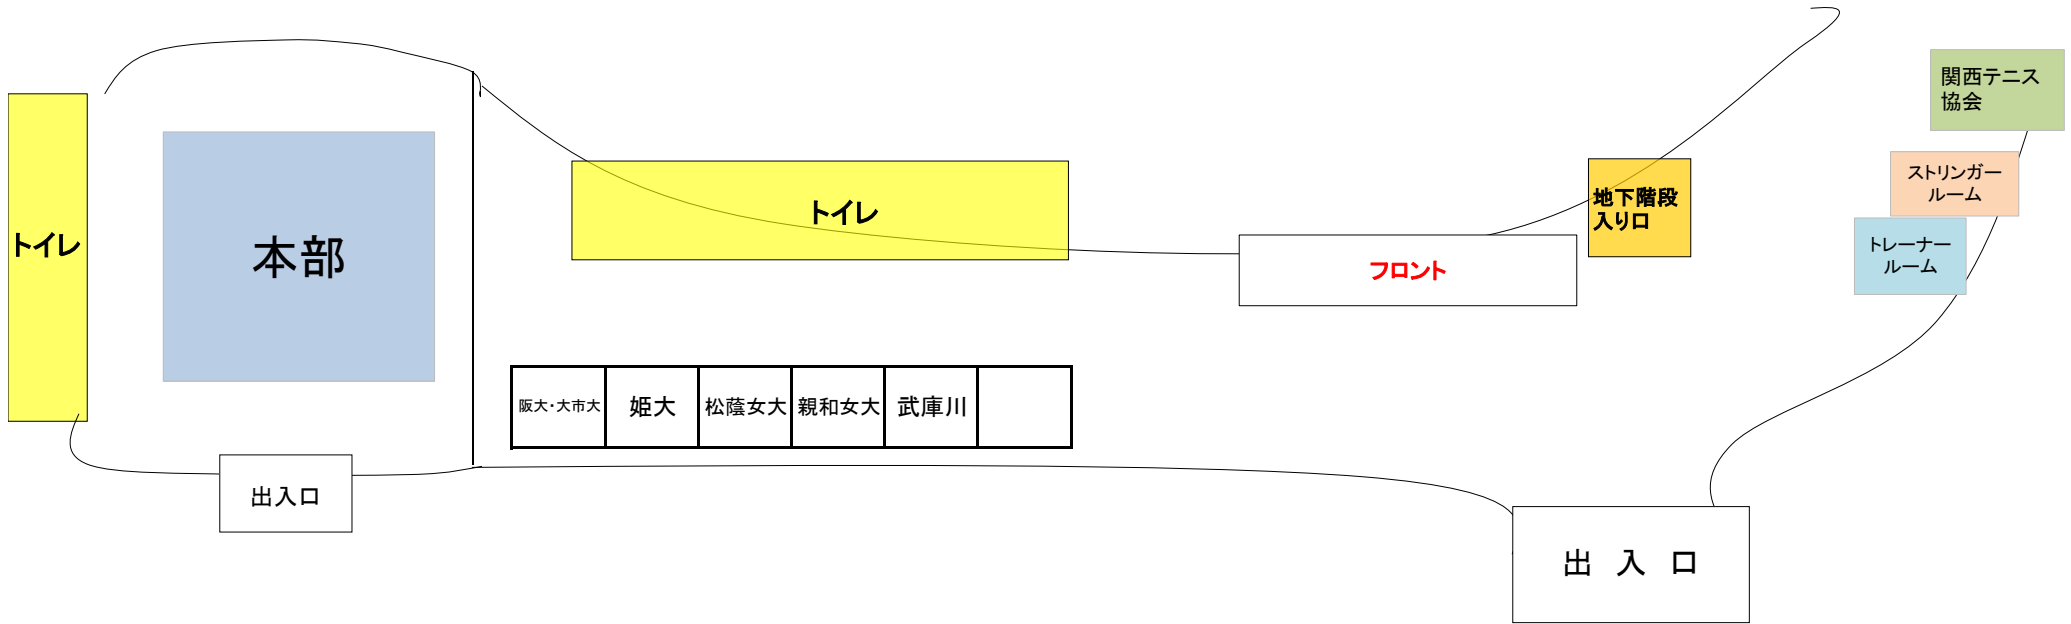 関西テニス
協会
ストリンガー
ルーム
トレーナー
ルーム
地下階段
入り口
トイレ
トイレ
本部
フロント
阪大・大市大
姫大
松蔭女大
親和女大
武庫川
出入口
出 入 口